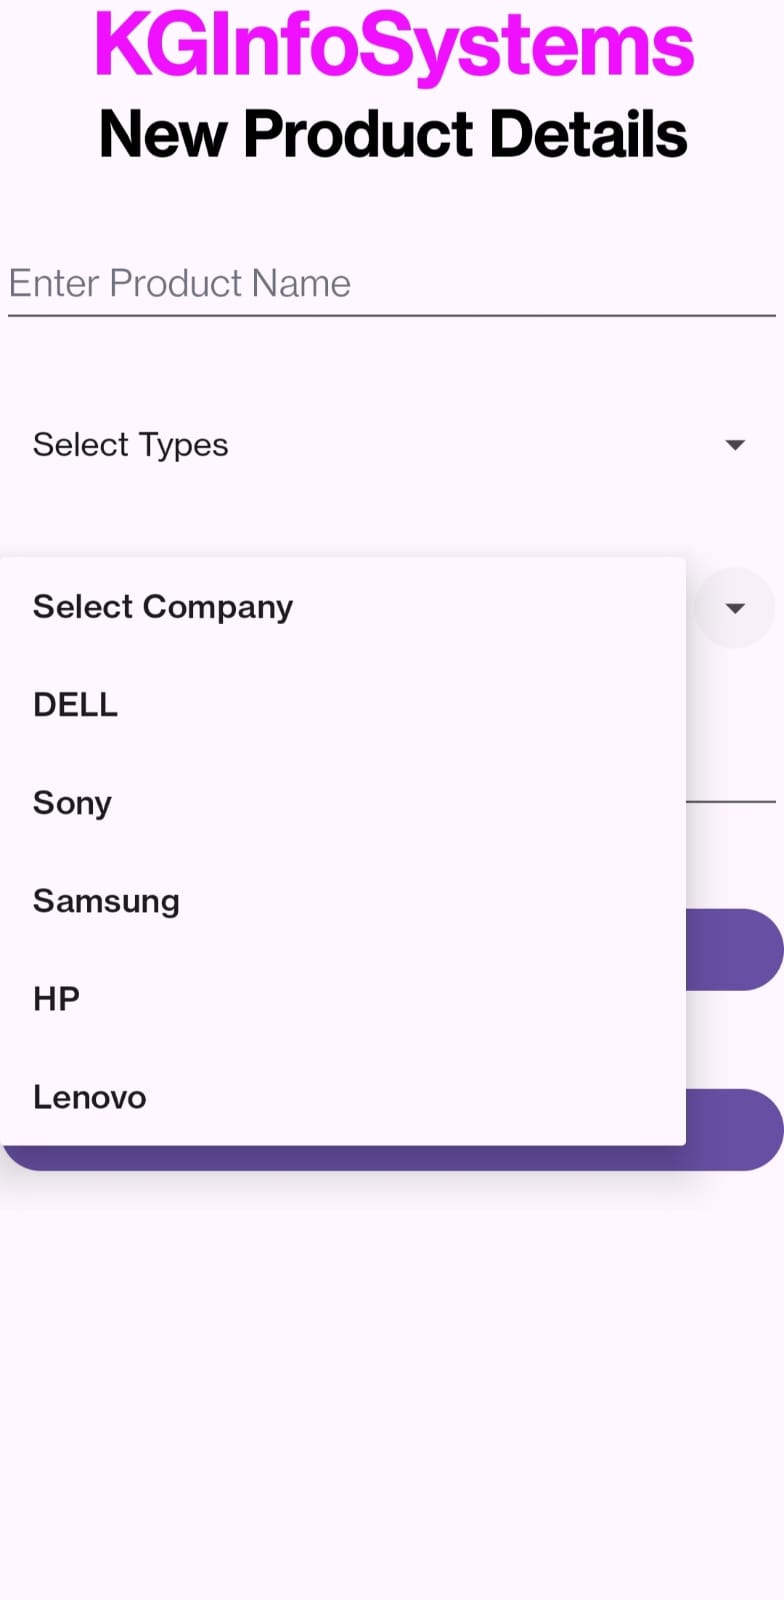 KGInfoSystems
New Product Details
Enter Product Name
Select Types
Select Company
DELL
Sony
Samsung
HP
Lenovo